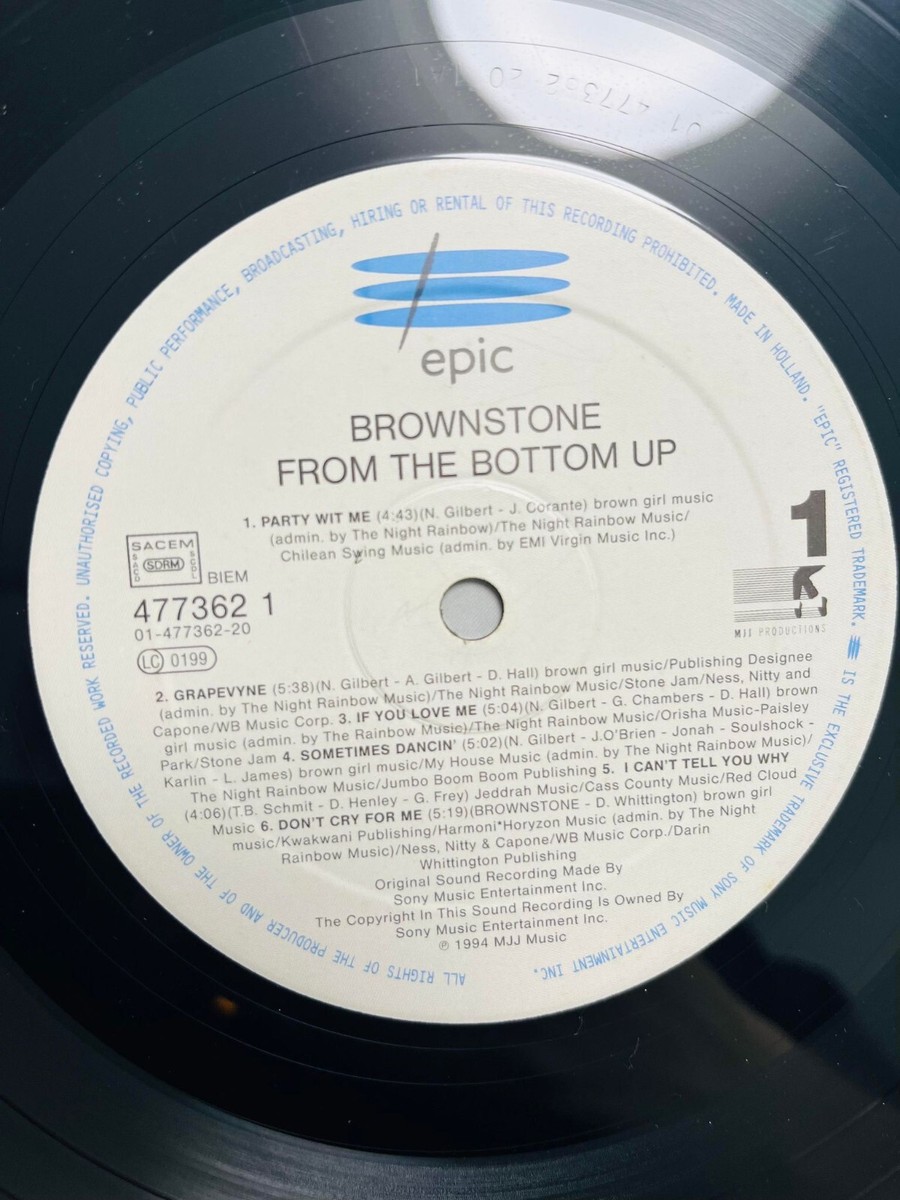 01 477362 20 1A1
ALL RIGHTS OF THE PRODUCER AND OF THE OWNER OF THE RECORDED WORK RESERVED. UNAUTHORISED COPYING, PUBLIC PERFORMANCE, BROADCASTING, HIRING OR RENTAL OF THIS RECORDING PROHIBITED. MADE IN HOLLAND. "EPIC" REGISTERED TRADEMARK. IS THE EXCLUSIVE TRADEMARK OF SONY MUSIC ENTERTAINMENT INC.
epic
BROWNSTONE
FROM THE BOTTOM UP
1. PARTY WIT ME (4:43)(N. Gilbert - J. Corante) brown girl music
(admin. by The Night Rainbow)/The Night Rainbow Music/
Chilean Swing Music (admin. by EMI Virgin Music Inc.)
1
SACEM
SACD SDRM SCDL
BIEM
477362 1
01-477362-20
LC 0199
MJJ PRODUCTIONS
2. GRAPEVYNE (5:38)(N. Gilbert - A. Gilbert - D. Hall) brown girl music/Publishing Designee
(admin. by The Night Rainbow Music)/The Night Rainbow Music/Stone Jam/Ness, Nitty and
Capone/WB Music Corp. 3. IF YOU LOVE ME (5:04)(N. Gilbert - G. Chambers - D. Hall) brown
girl music (admin. by The Rainbow Music)/The Night Rainbow Music/Orisha Music-Paisley
Park/Stone Jam 4. SOMETIMES DANCIN' (5:02)(N. Gilbert - J.O'Brien - Jonah - Soulshock -
Karlin - L. James) brown girl music/My House Music (admin. by The Night Rainbow Music)/
The Night Rainbow Music/Jumbo Boom Boom Publishing 5. I CAN'T TELL YOU WHY
(4:06)(T.B. Schmit - D. Henley - G. Frey) Jeddrah Music/Cass County Music/Red Cloud
Music 6. DON'T CRY FOR ME (5:19)(BROWNSTONE - D. Whittington) brown girl
music/Kwakwani Publishing/Harmoni*Horyzon Music (admin. by The Night
Rainbow Music)/Ness, Nitty & Capone/WB Music Corp./Darin
Whittington Publishing
Original Sound Recording Made By
Sony Music Entertainment Inc.
The Copyright In This Sound Recording Is Owned By
Sony Music Entertainment Inc.
℗ 1994 MJJ Music